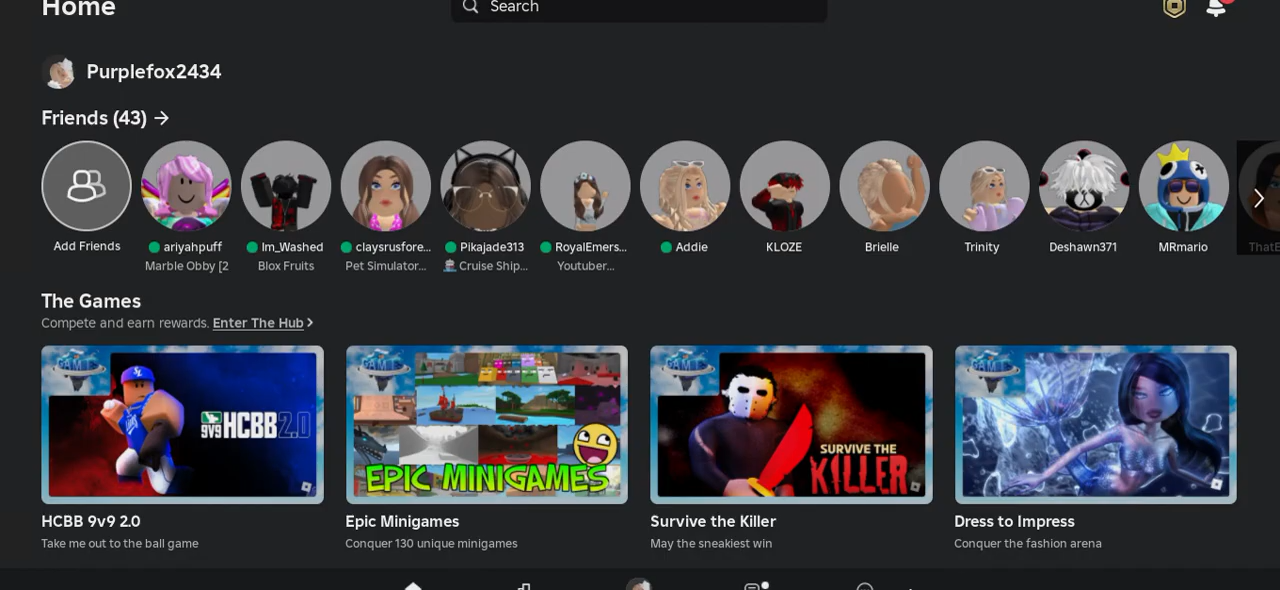 Home
Search
Purplefox2434
Friends (43)
Add Friends
ariyahpuff
Marble Obby [2
Im_Washed
Blox Fruits
claysrusfore...
Pet Simulator...
Pikajade313
Cruise Ship...
RoyalEmers...
Youtuber...
Addie
KLOZE
Brielle
Trinity
Deshawn371
MRmario
ThatE
The Games
Compete and earn rewards. Enter The Hub
9V9 HCBB 2.0
EPIC MINIGAMES
SURVIVE THE
KILLER
HCBB 9v9 2.0
Take me out to the ball game
Epic Minigames
Conquer 130 unique minigames
Survive the Killer
May the sneakiest win
Dress to Impress
Conquer the fashion arena